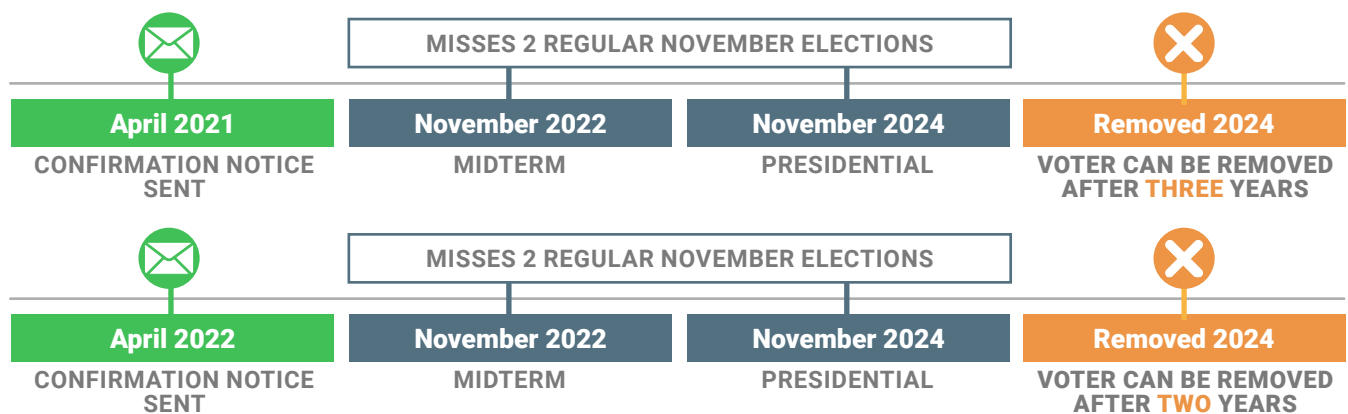 MISSES 2 REGULAR NOVEMBER ELECTIONS
April 2021
November 2022
November 2024
Removed 2024
CONFIRMATION NOTICE
SENT
MIDTERM
PRESIDENTIAL
VOTER CAN BE REMOVED
AFTER THREE YEARS
MISSES 2 REGULAR NOVEMBER ELECTIONS
April 2022
November 2022
November 2024
Removed 2024
CONFIRMATION NOTICE
SENT
MIDTERM
PRESIDENTIAL
VOTER CAN BE REMOVED
AFTER TWO YEARS